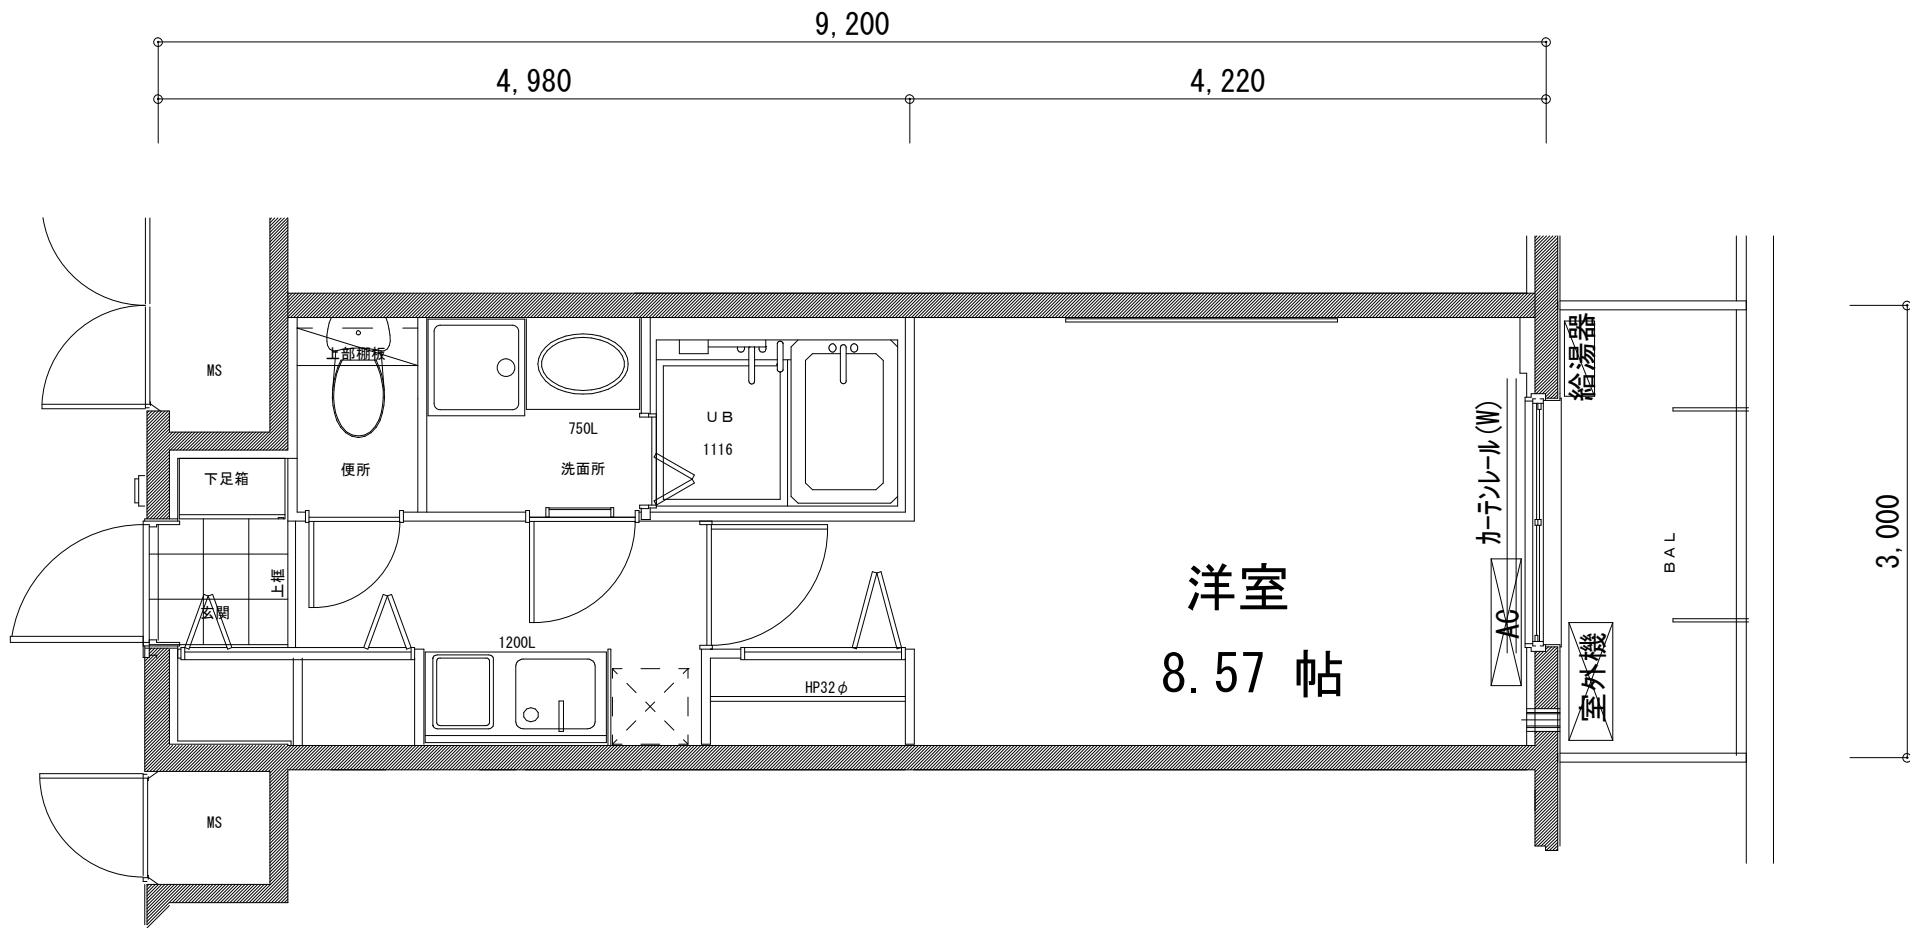 9,200
4,980
4,220
MS
上部棚板
給湯器
UB
1116
750L
カーテンレール(W)
便所
洗面所
下足箱
3,000
BAL
上框
玄関
洋室
AC
1200L
8.57 帖
室外機
HP32φ
MS